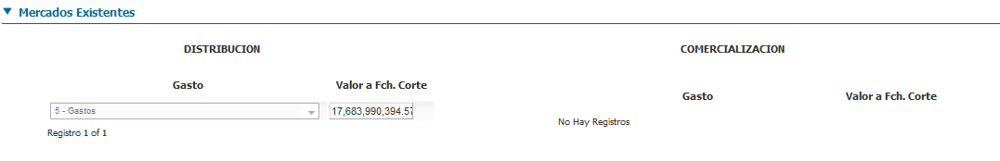 Mercados Existentes
DISTRIBUCION
Gasto Valor a Fch. Corte
5 - Gastos 17,683,990,394.57
Registro 1 of 1
COMERCIALIZACION
Gasto Valor a Fch. Corte
No Hay Registros